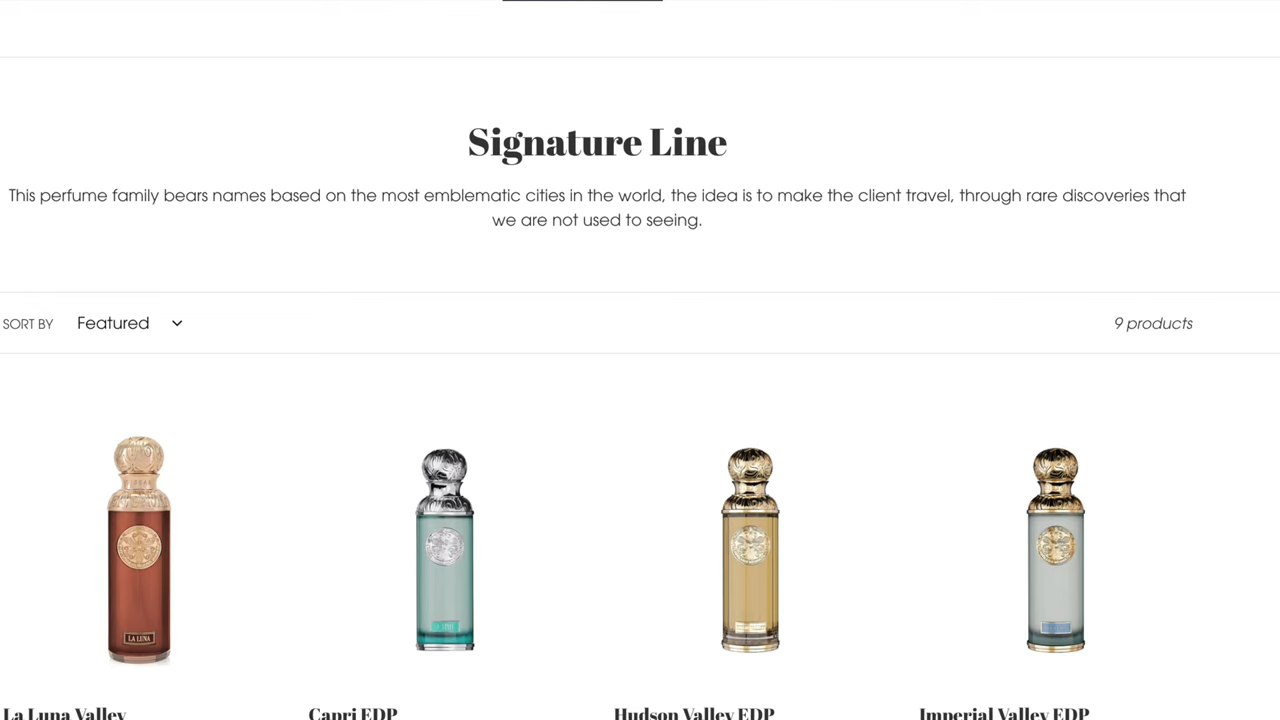 Signature Line
This perfume family bears names based on the most emblematic cities in the world, the idea is to make the client travel, through rare discoveries that
we are not used to seeing.
SORT BY Featured 9 products
LA LUNA
La Luna Valley Capri EDP Hudson Valley EDP Imperial Valley EDP